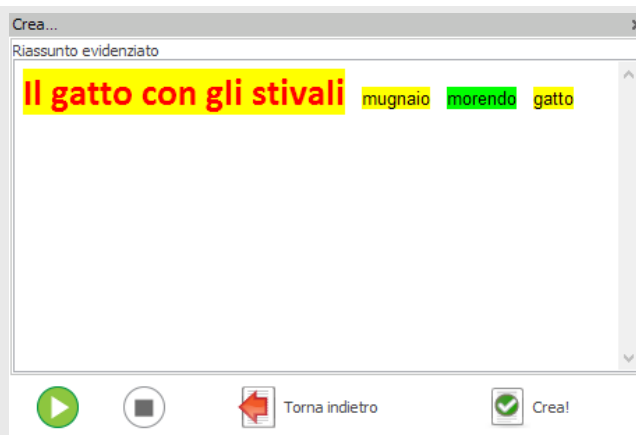 Crea...
Riassunto evidenziato
Il gatto con gli stivali mugnaio morendo gatto
Torna indietro Crea!